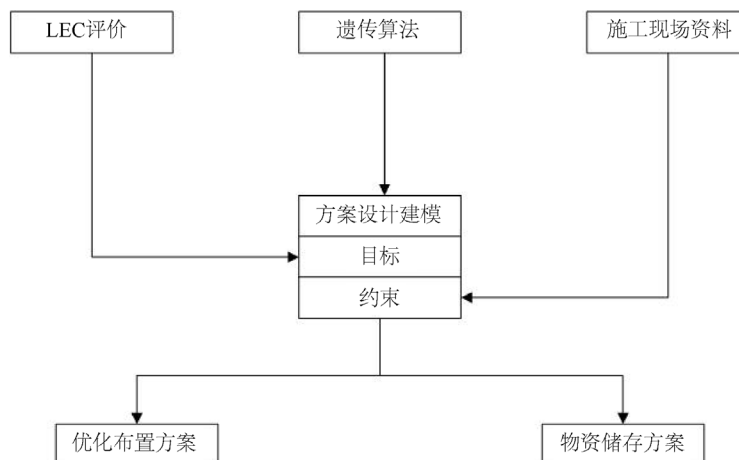 LEC评价
遗传算法
施工现场资料
方案设计建模
目标
约束
优化布置方案
物资储存方案